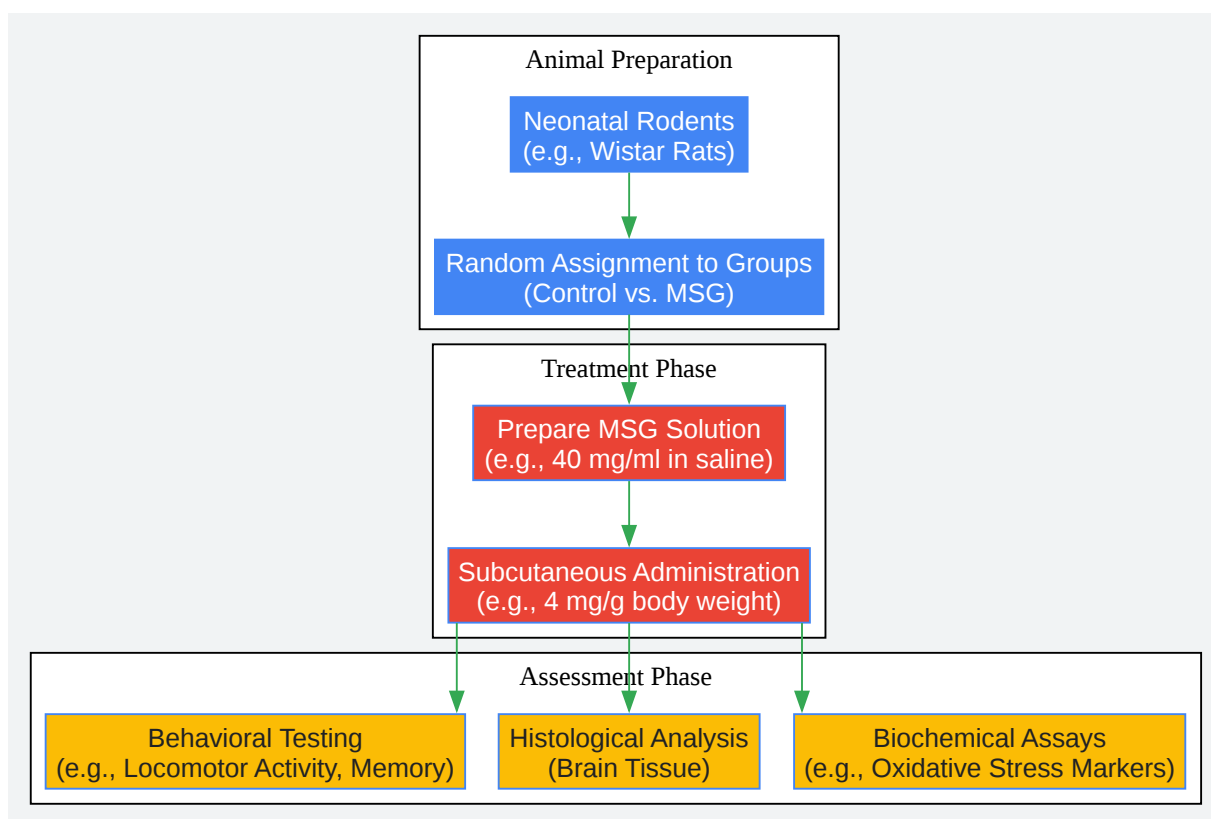 Animal Preparation
Neonatal Rodents
(e.g., Wistar Rats)
Random Assignment to Groups
(Control vs. MSG)
Treatment Phase
Prepare MSG Solution
(e.g., 40 mg/ml in saline)
Subcutaneous Administration
(e.g., 4 mg/g body weight)
Assessment Phase
Behavioral Testing
(e.g., Locomotor Activity, Memory)
Histological Analysis
(Brain Tissue)
Biochemical Assays
(e.g., Oxidative Stress Markers)